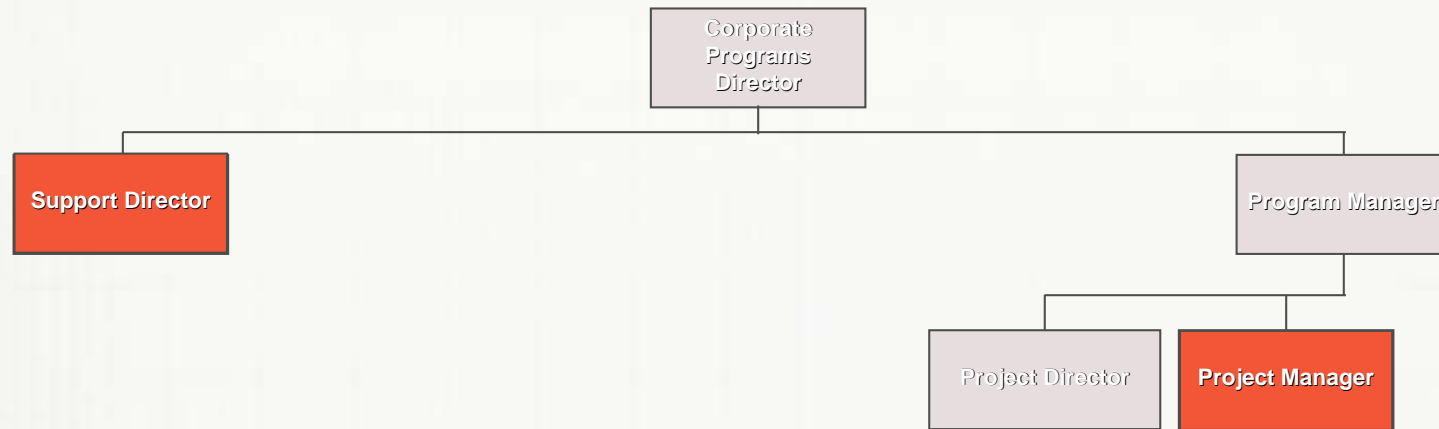 Corporate
Programs
Director
Support Director
Program Manager
Project Director
Project Manager